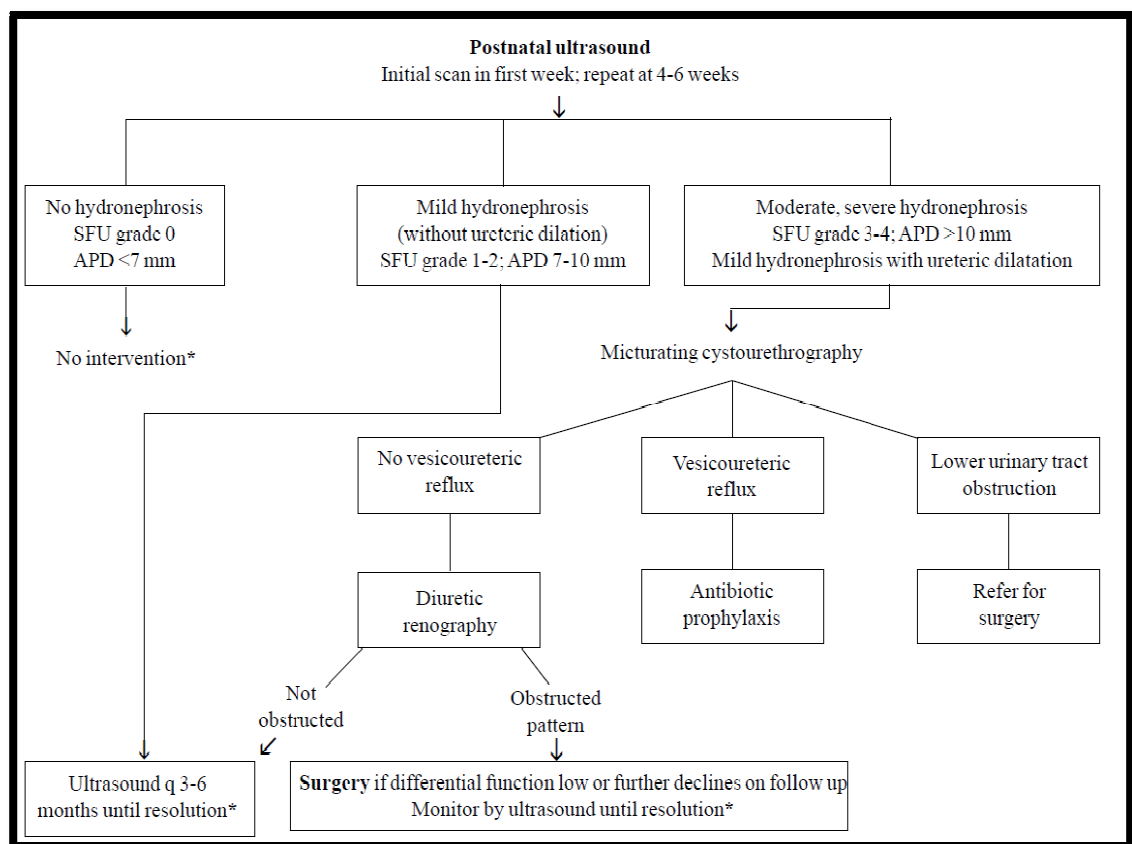 Postnatal ultrasound
Initial scan in first week; repeat at 4-6 weeks
No hydronephrosis
SFU grade 0
APD <7 mm
Mild hydronephrosis
(without ureteric dilation)
SFU grade 1-2; APD 7-10 mm
Moderate, severe hydronephrosis
SFU grade 3-4; APD >10 mm
Mild hydronephrosis with ureteric dilatation
No intervention*
Micturating cystourethrography
No vesicoureteric
reflux
Vesicoureteric
reflux
Lower urinary tract
obstruction
Diuretic
renography
Antibiotic
prophylaxis
Refer for
surgery
Not
obstructed
Obstructed
pattern
Ultrasound q 3-6
months until resolution*
Surgery if differential function low or further declines on follow up
Monitor by ultrasound until resolution*